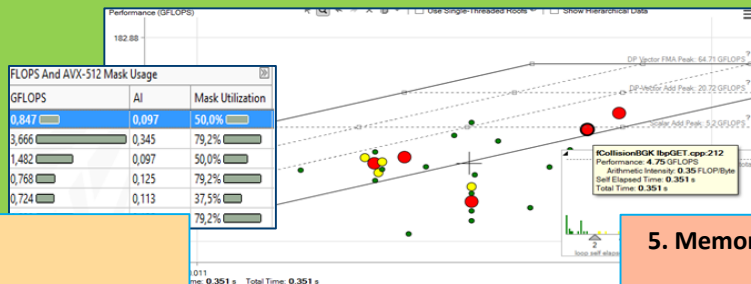 Performance (GFLOPS)
Use Single-Threaded Roofs
Show Hierarchical Data
182.88
DP Vector FMA Peak: 64.71 GFLOPS
DP Vector Add Peak: 20.72 GFLOPS
Scalar Add Peak: 5.2 GFLOPS
FLOPS And AVX-512 Mask Usage
GFLOPS AI Mask Utilization
0,847 0,097 50,0%
3,666 0,345 79,2%
1,482 0,097 50,0%
0,768 0,125 79,2%
0,724 0,113 37,5%
79,2%
fCollisionBGK lbpGET.cpp:212
Performance: 4.75 GFLOPS
Arithmetic Intensity: 0.35 FLOP/Byte
Self Elapsed Time: 0.351 s
Total Time: 0.351 s
2
loop self elaps
5. Memor
0.011
me: 0.351 s Total Time: 0.351 s